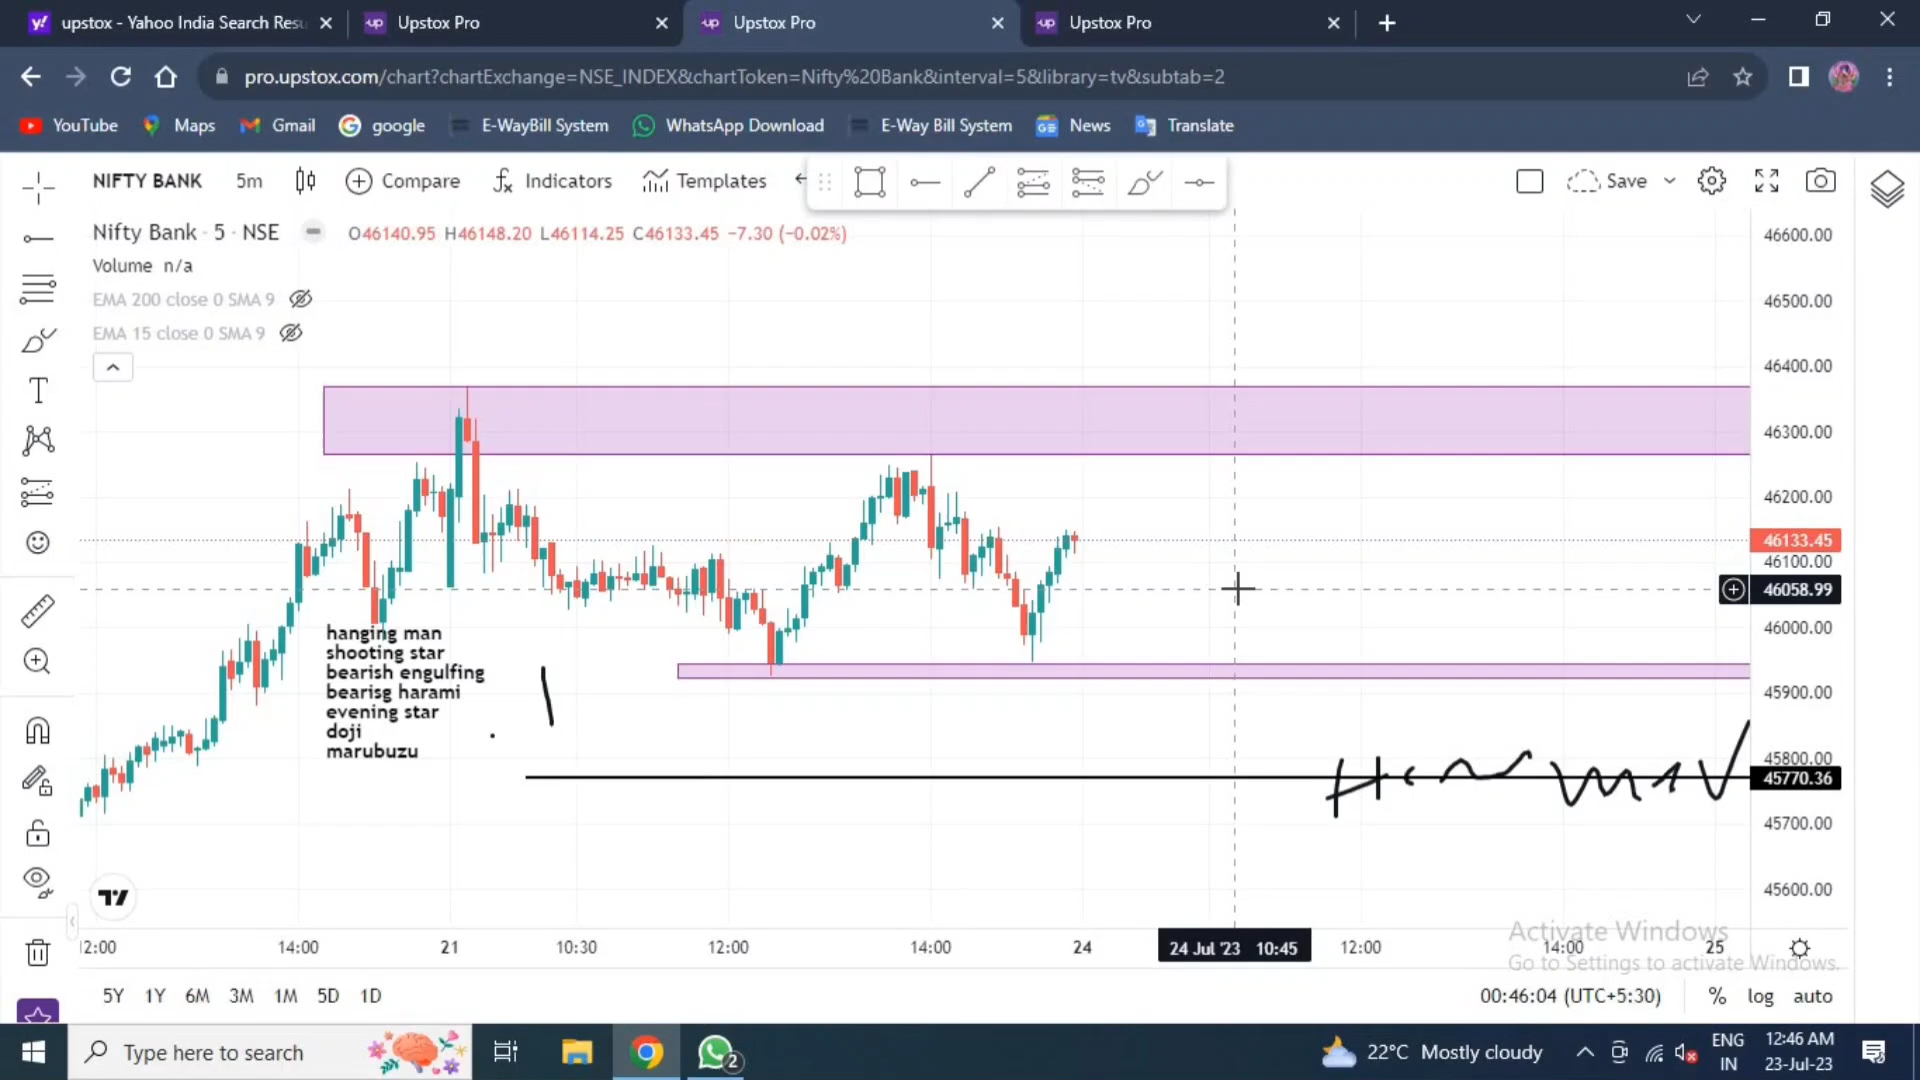 upstox - Yahoo India Search Resu
Upstox Pro
Upstox Pro
Upstox Pro
pro.upstox.com/chart?chartExchange=NSE_INDEX&chartToken=Nifty%20Bank&interval=5&library=tv&subtab=2
YouTube Maps Gmail google E-WayBill System WhatsApp Download E-Way Bill System News Translate
NIFTY BANK 5m Compare Indicators Templates Save
Nifty Bank · 5 · NSE O46140.95 H46148.20 L46114.25 C46133.45 −7.30 (−0.02%)
Volume n/a
EMA 200 close 0 SMA 9
EMA 15 close 0 SMA 9
46600.00
46500.00
46400.00
46300.00
46200.00
46133.45
46100.00
46058.99
46000.00
45900.00
45800.00
45770.36
45700.00
45600.00
hanging man
shooting star
bearish engulfing
bearisg harami
evening star
doji
marubuzu
12:00 14:00 21 10:30 12:00 14:00 24 24 Jul '23 10:45 12:00 14:00 25
Activate Windows
Go to Settings to activate Windows.
5Y 1Y 6M 3M 1M 5D 1D 00:46:04 (UTC+5:30) % log auto
Type here to search
2
22°C Mostly cloudy
ENG
IN
12:46 AM
23-Jul-23